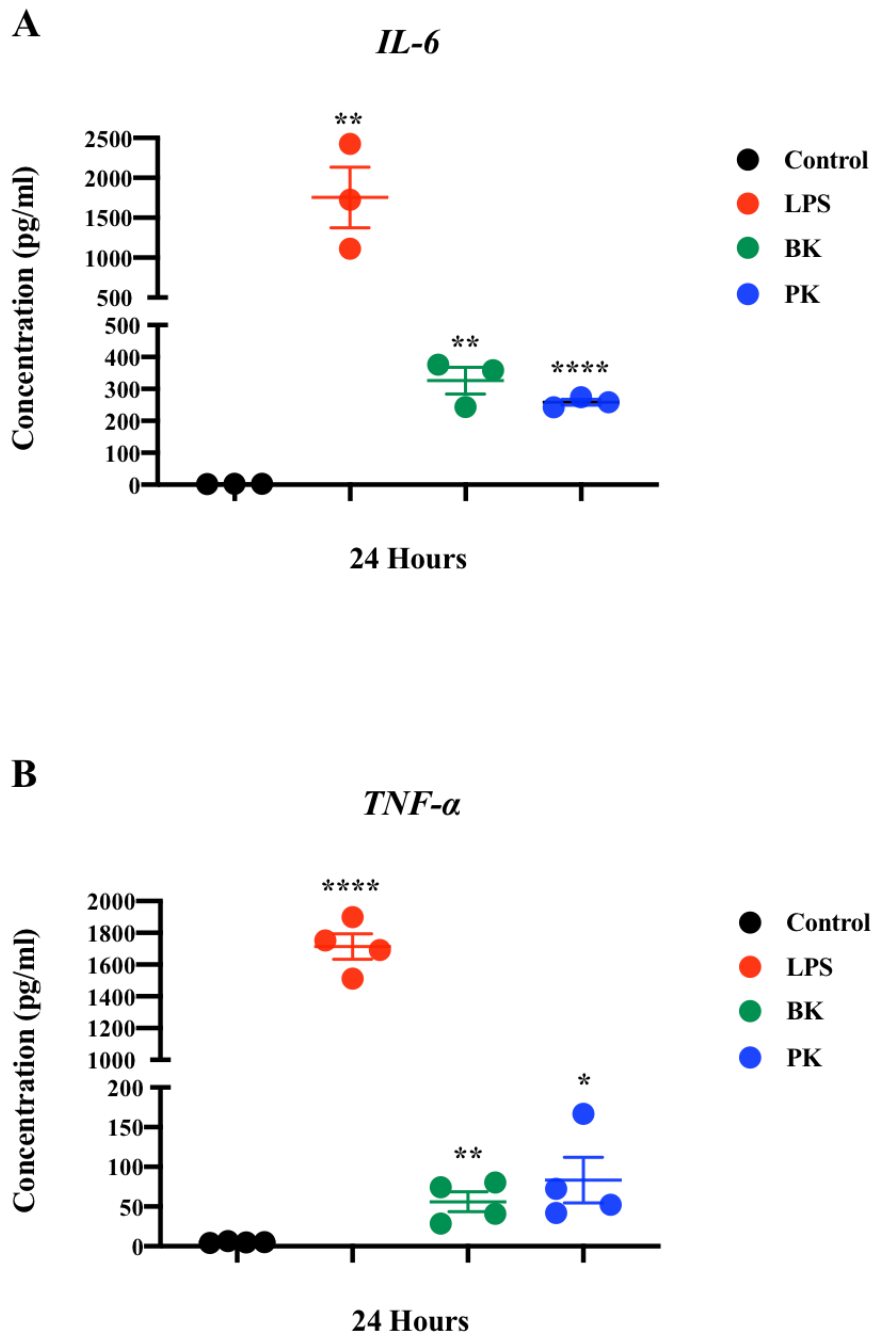 A
IL-6
Concentration (pg/ml)
2500
2000
1500
1000
500
500
400
300
200
100
0
**
**
****
Control
LPS
BK
PK
24 Hours
B
TNF-α
Concentration (pg/ml)
2000
1800
1600
1400
1200
1000
200
150
100
50
0
****
**
*
Control
LPS
BK
PK
24 Hours